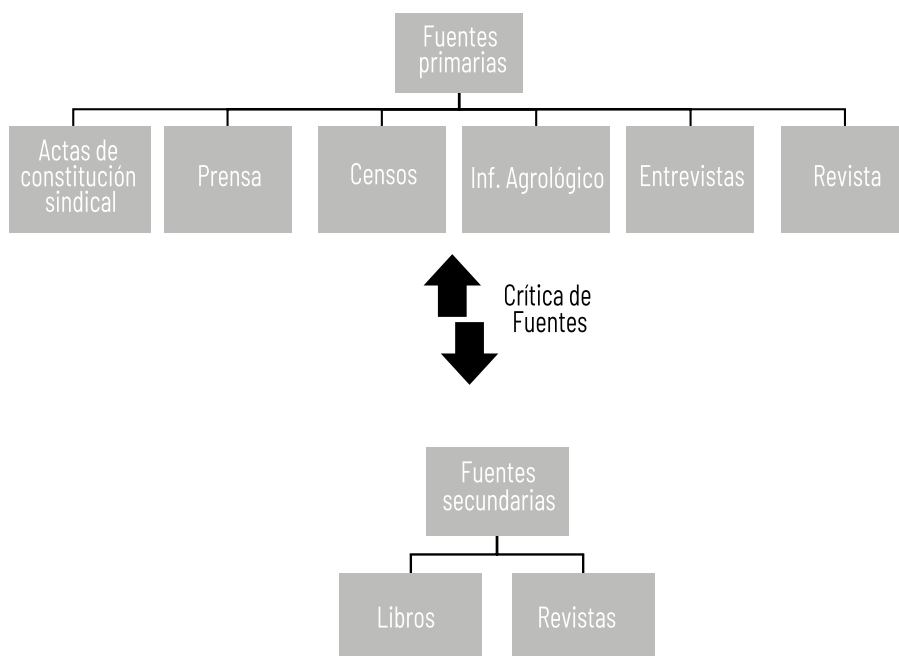 Fuentes
primarias
Actas de
constitución
sindical
Prensa
Censos
Inf. Agrológico
Entrevistas
Revista
Crítica de
Fuentes
Fuentes
secundarias
Libros
Revistas